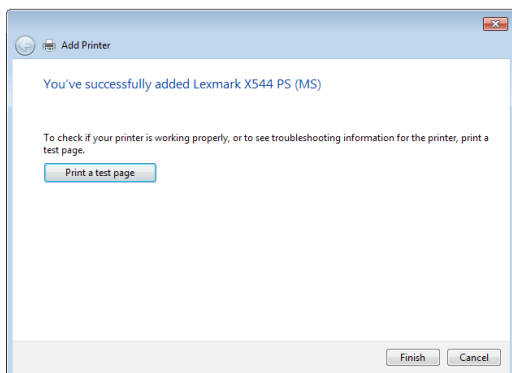 Add Printer
You've successfully added Lexmark X544 PS (MS)
To check if your printer is working properly, or to see troubleshooting information for the printer, print a
test page.
Print a test page
Finish Cancel